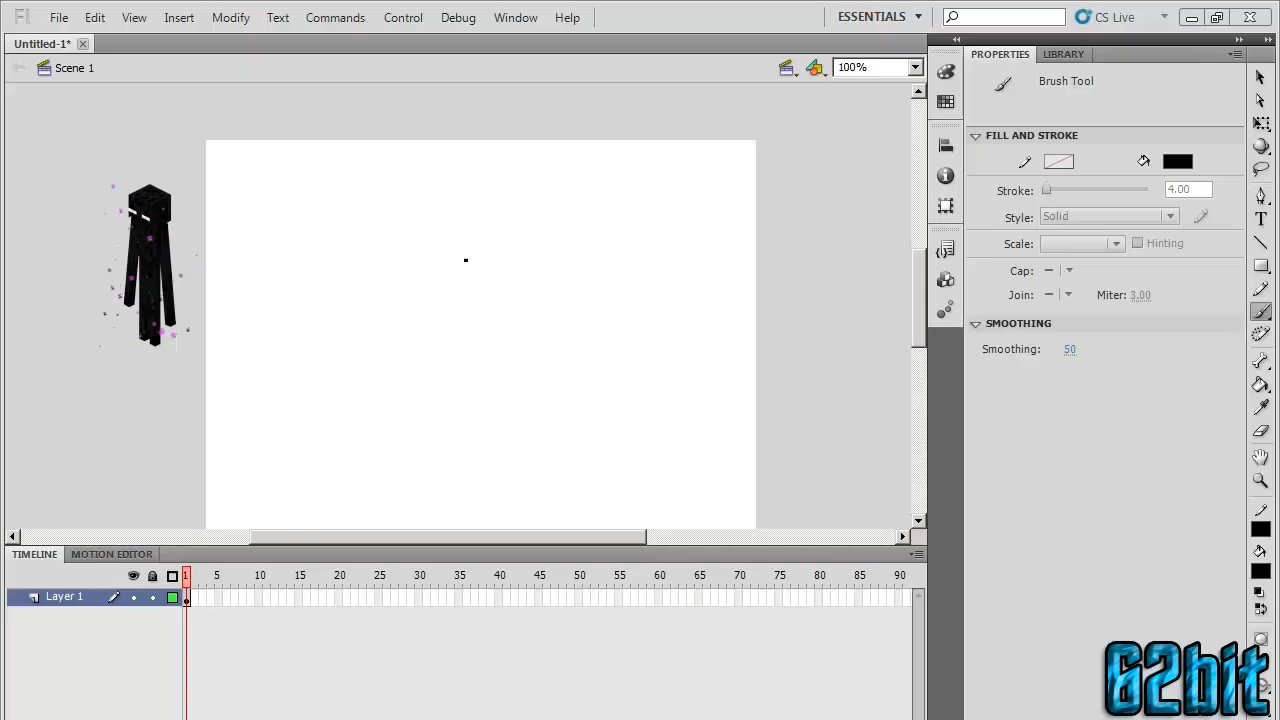 Fl File Edit View Insert Modify Text Commands Control Debug Window Help ESSENTIALS CS Live
Untitled-1*
Scene 1 100%
PROPERTIES LIBRARY
Brush Tool
FILL AND STROKE
Stroke: 4.00
Style: Solid
Scale: Hinting
Cap:
Join: Miter: 3.00
SMOOTHING
Smoothing: 50
TIMELINE MOTION EDITOR
1 5 10 15 20 25 30 35 40 45 50 55 60 65 70 75 80 85 90
Layer 1
62bit